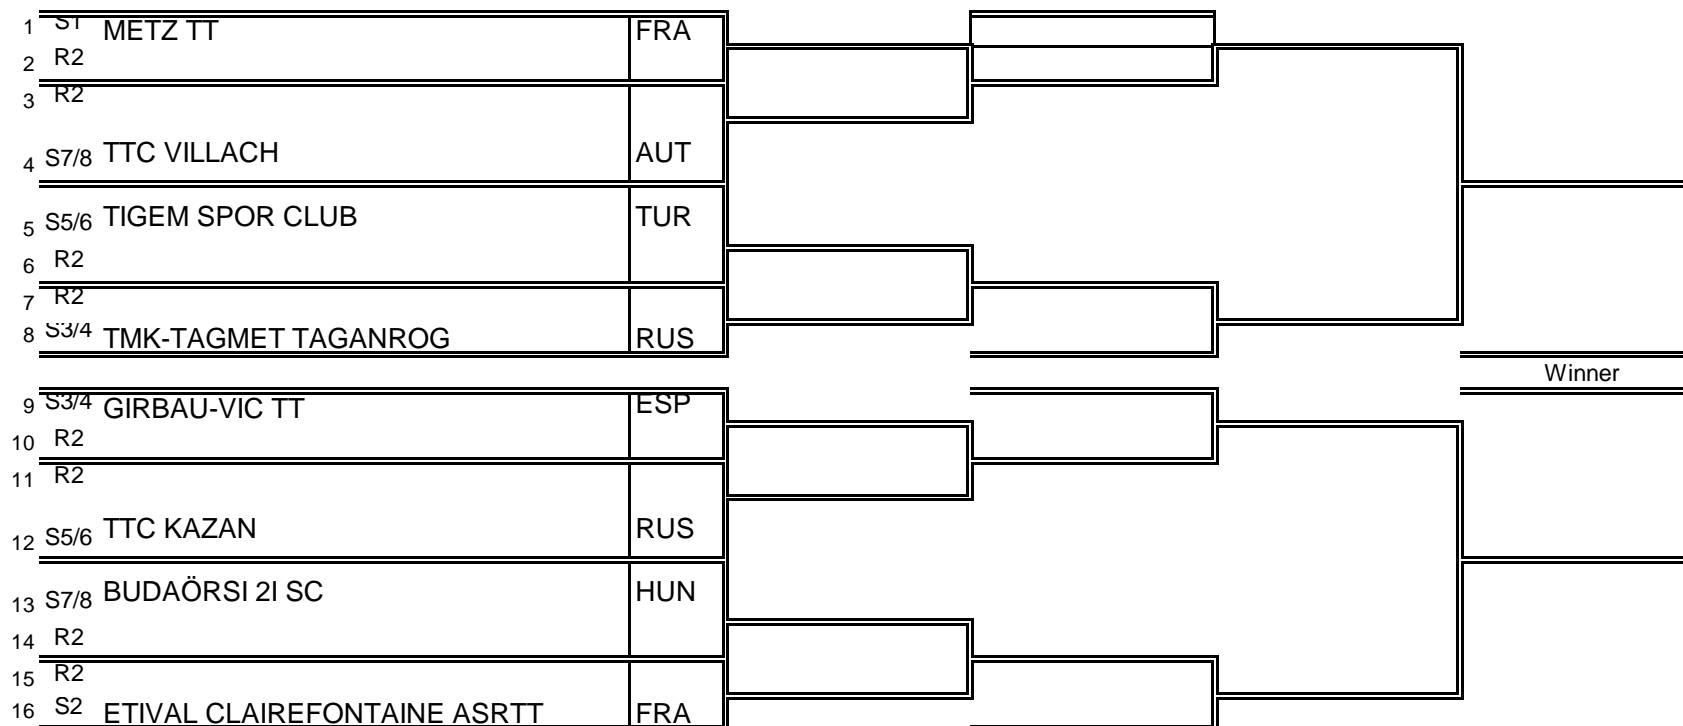 1 S1 METZ TT FRA
2 R2
3 R2
4 S7/8 TTC VILLACH AUT
5 S5/6 TIGEM SPOR CLUB TUR
6 R2
7 R2
8 S3/4 TMK-TAGMET TAGANROG RUS
Winner
9 S3/4 GIRBAU-VIC TT ESP
10 R2
11 R2
12 S5/6 TTC KAZAN RUS
13 S7/8 BUDAÖRSI 2I SC HUN
14 R2
15 R2
16 S2 ETIVAL CLAIREFONTAINE ASRTT FRA